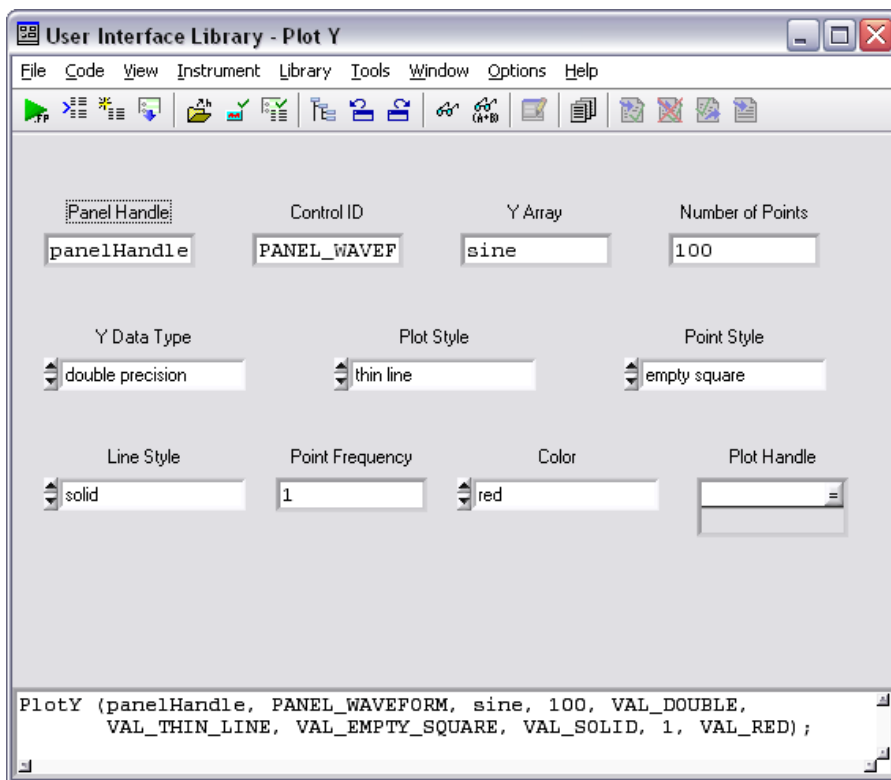 User Interface Library - Plot Y
File Code View Instrument Library Tools Window Options Help
Panel Handle Control ID Y Array Number of Points
panelHandle PANEL_WAVEF sine 100
Y Data Type Plot Style Point Style
double precision thin line empty square
Line Style Point Frequency Color Plot Handle
solid 1 red =
PlotY (panelHandle, PANEL_WAVEFORM, sine, 100, VAL_DOUBLE,
VAL_THIN_LINE, VAL_EMPTY_SQUARE, VAL_SOLID, 1, VAL_RED);